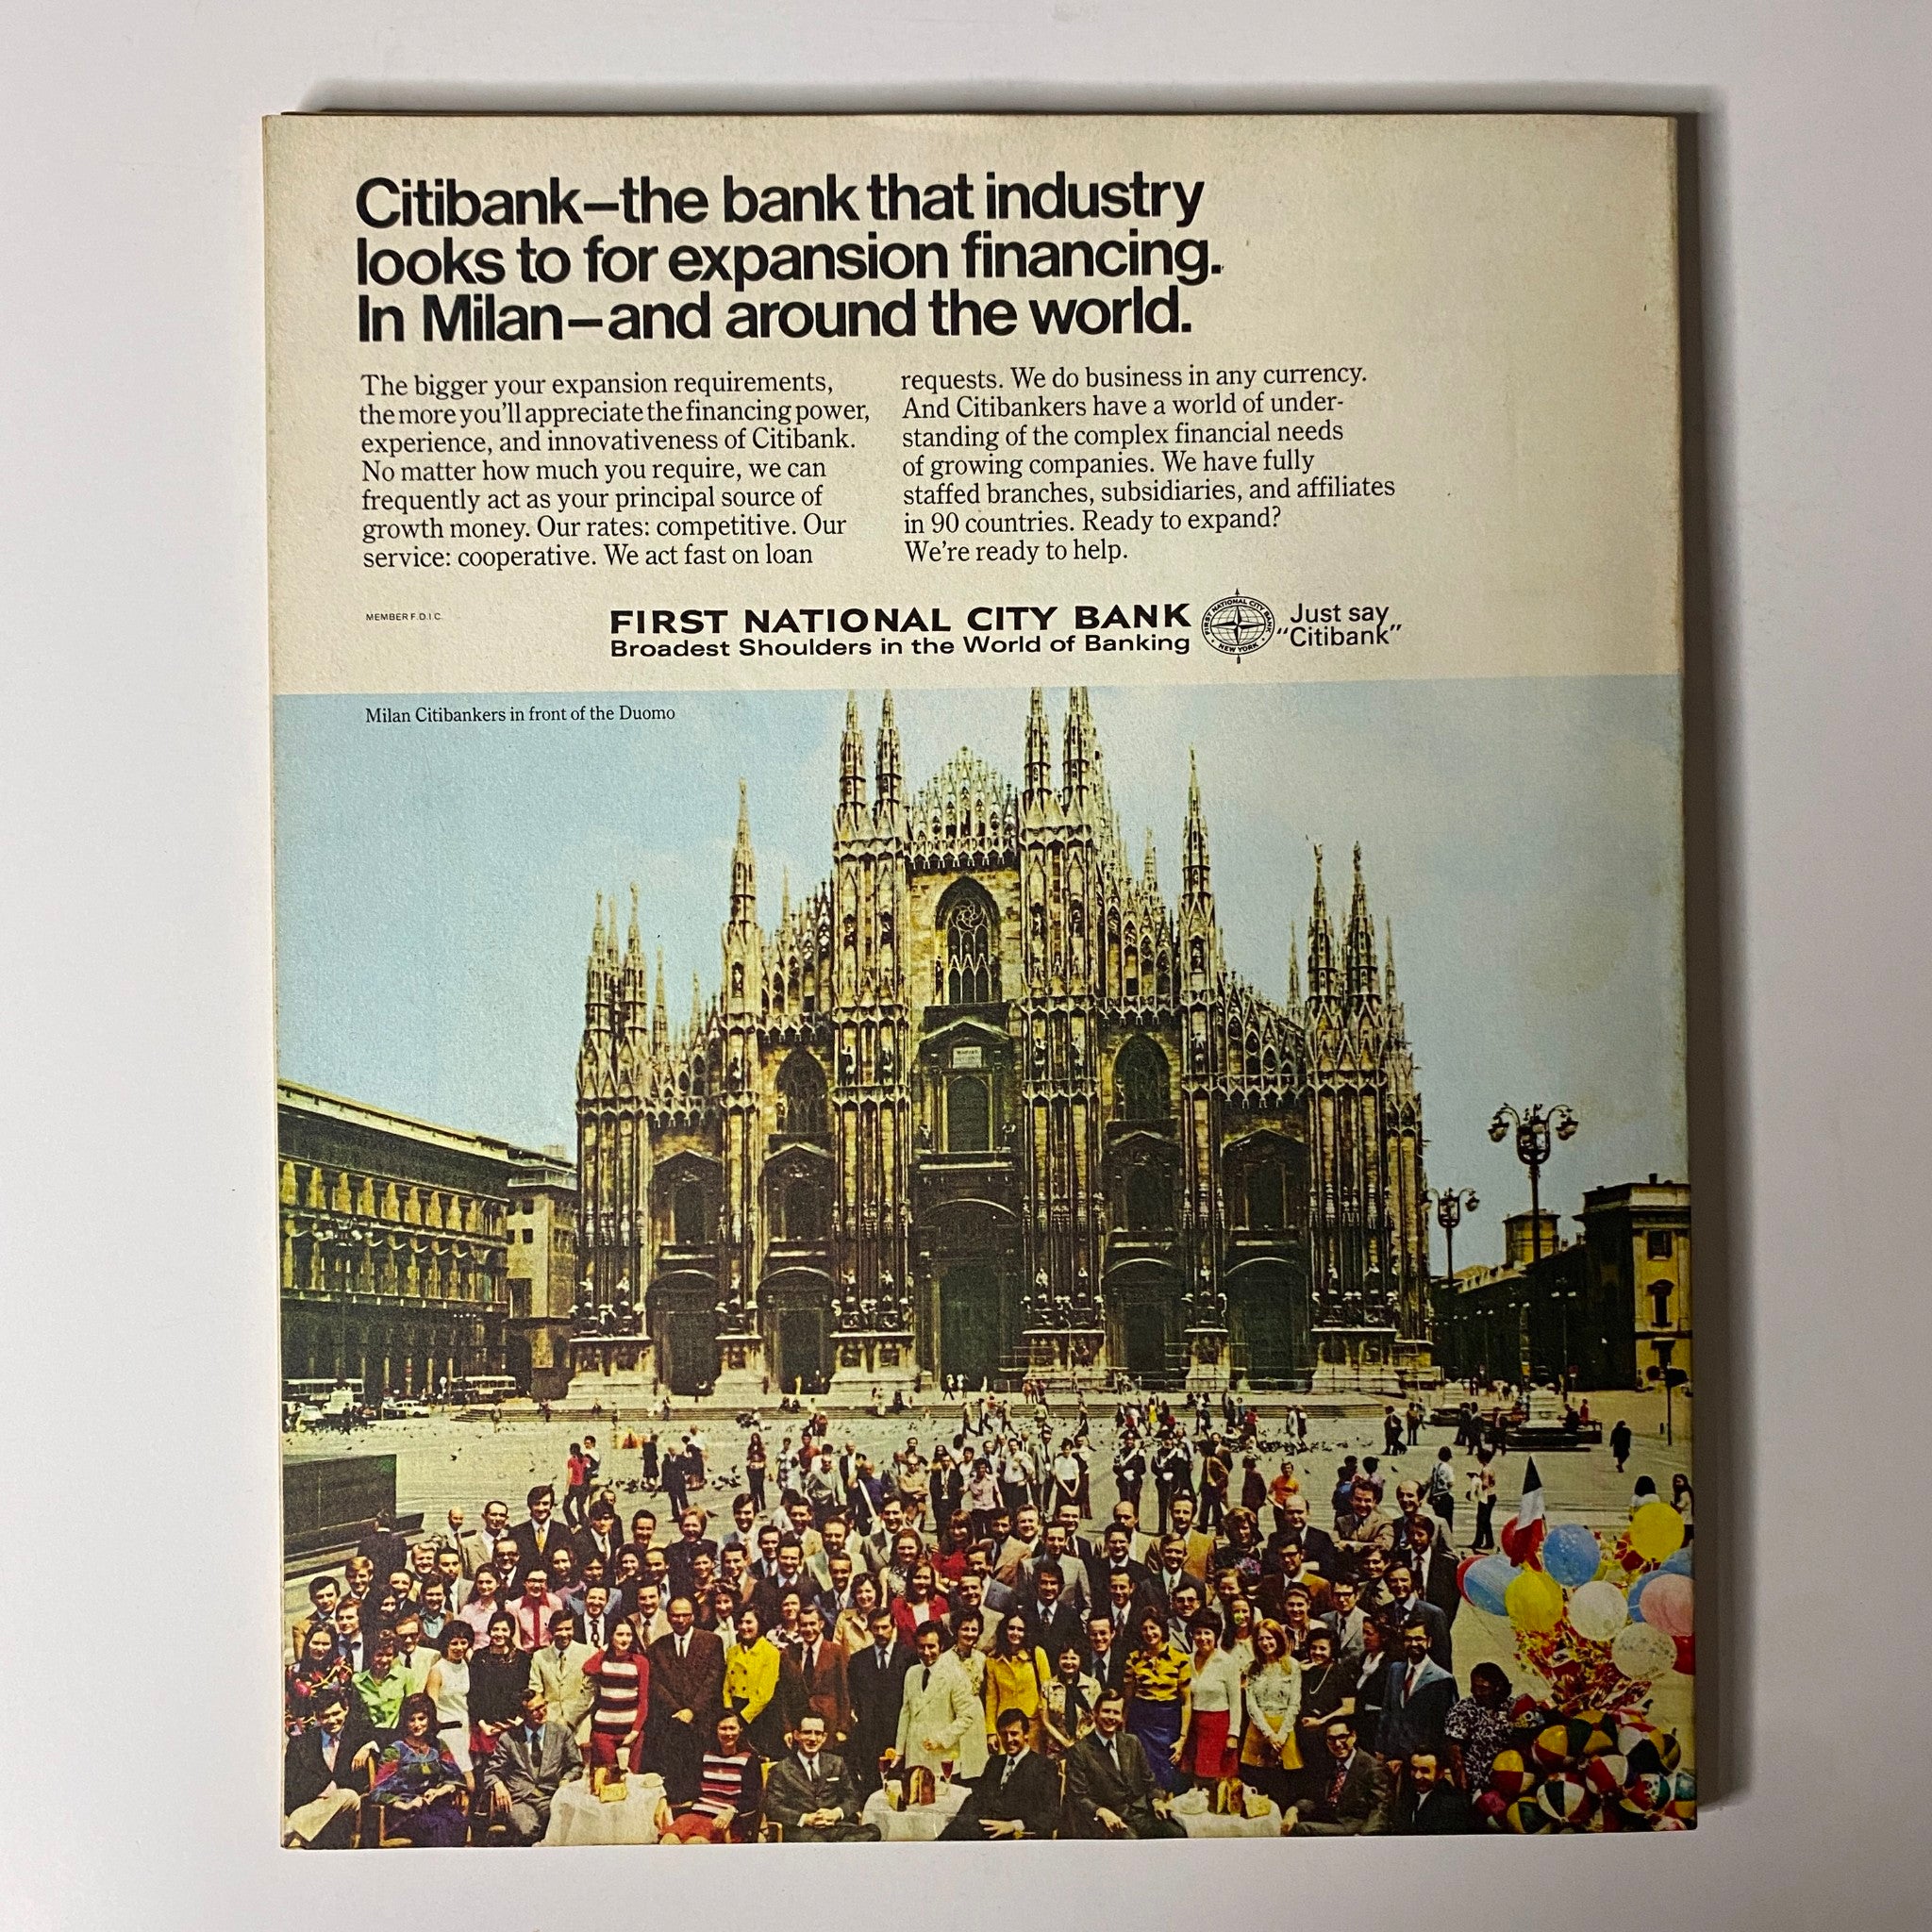 Citibank–the bank that industry
looks to for expansion financing.
In Milan–and around the world.
The bigger your expansion requirements,
the more you'll appreciate the financing power,
experience, and innovativeness of Citibank.
No matter how much you require, we can
frequently act as your principal source of
growth money. Our rates: competitive. Our
service: cooperative. We act fast on loan
requests. We do business in any currency.
And Citibankers have a world of under-
standing of the complex financial needs
of growing companies. We have fully
staffed branches, subsidiaries, and affiliates
in 90 countries. Ready to expand?
We're ready to help.
MEMBER F.D.I.C.
FIRST NATIONAL CITY BANK
Broadest Shoulders in the World of Banking
FIRST NATIONAL CITY BANK
NEW YORK
Just say
"Citibank"
Milan Citibankers in front of the Duomo